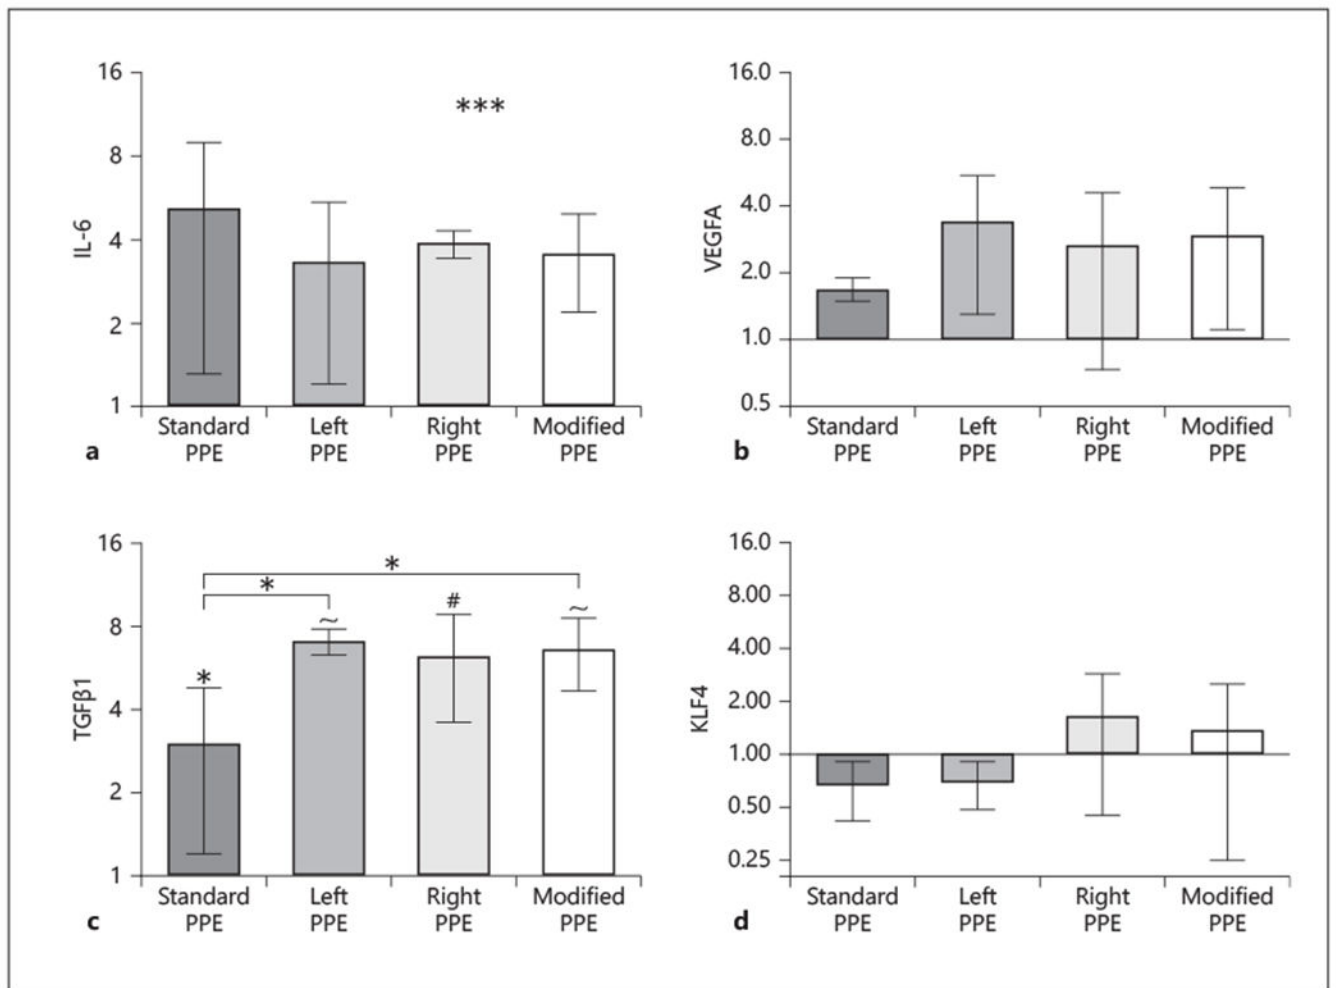 16
***
8
IL-6
4
2
1
Standard PPE
Left PPE
Right PPE
Modified PPE
a
16.0
8.0
VEGFA
4.0
2.0
1.0
0.5
Standard PPE
Left PPE
Right PPE
Modified PPE
b
16
*
*
8
~
#
~
TGFβ1
*
4
2
1
Standard PPE
Left PPE
Right PPE
Modified PPE
c
16.0
8.00
4.00
KLF4
2.00
1.00
0.50
0.25
Standard PPE
Left PPE
Right PPE
Modified PPE
d